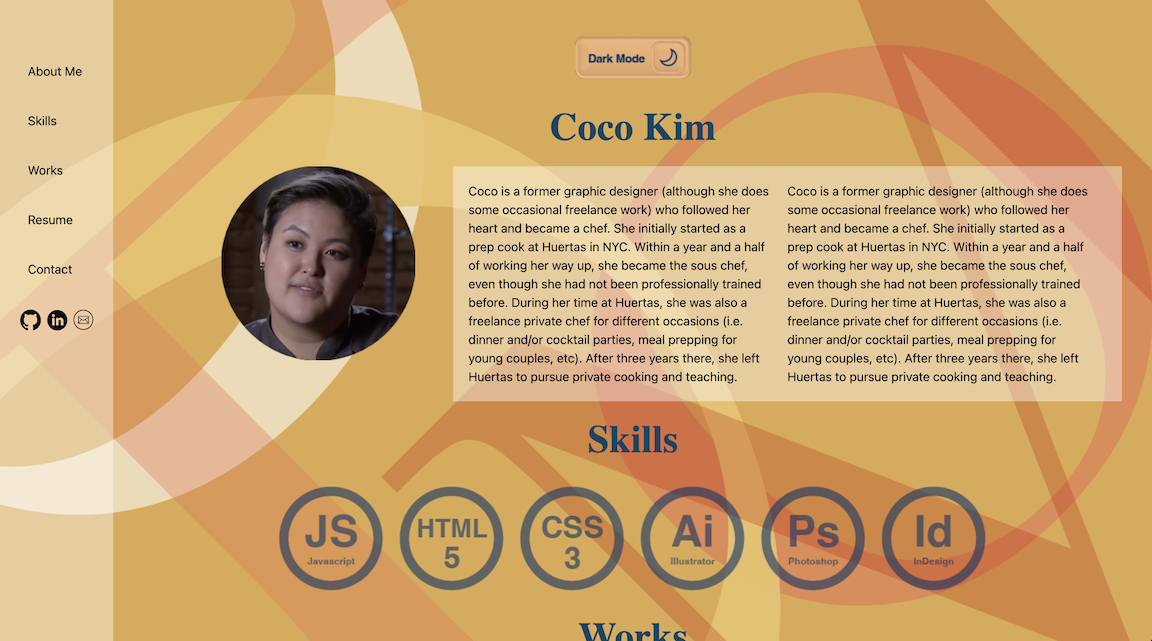 About Me
Skills
Works
Resume
Contact
in
Dark Mode
Coco Kim
Coco is a former graphic designer (although she does
some occasional freelance work) who followed her
heart and became a chef. She initially started as a
prep cook at Huertas in NYC. Within a year and a half
of working her way up, she became the sous chef,
even though she had not been professionally trained
before. During her time at Huertas, she was also a
freelance private chef for different occasions (i.e.
dinner and/or cocktail parties, meal prepping for
young couples, etc). After three years there, she left
Huertas to pursue private cooking and teaching.
Coco is a former graphic designer (although she does
some occasional freelance work) who followed her
heart and became a chef. She initially started as a
prep cook at Huertas in NYC. Within a year and a half
of working her way up, she became the sous chef,
even though she had not been professionally trained
before. During her time at Huertas, she was also a
freelance private chef for different occasions (i.e.
dinner and/or cocktail parties, meal prepping for
young couples, etc). After three years there, she left
Huertas to pursue private cooking and teaching.
Skills
JS
Javascript
HTML
5
CSS
3
Ai
Illustrator
Ps
Photoshop
Id
InDesign
Works